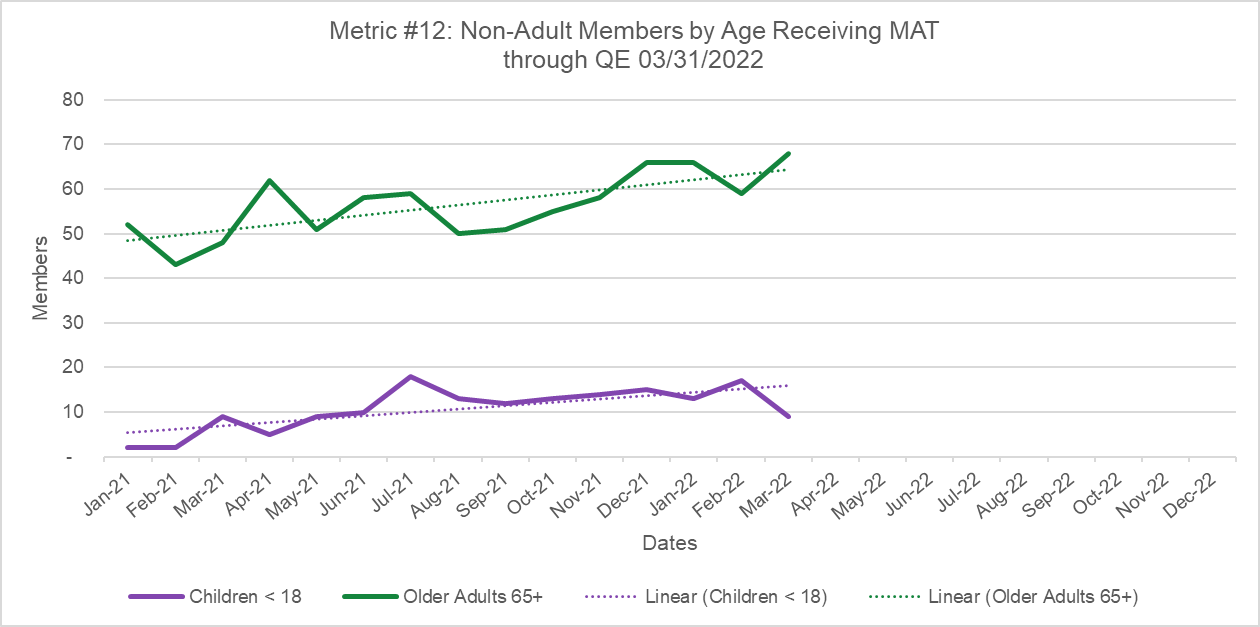 Metric #12: Non-Adult Members by Age Receiving MAT
through QE 03/31/2022
80
70
60
50
40
30
20
10
-
Members
Jan-21
Feb-21
Mar-21
Apr-21
May-21
Jun-21
Jul-21
Aug-21
Sep-21
Oct-21
Nov-21
Dec-21
Jan-22
Feb-22
Mar-22
Apr-22
May-22
Jun-22
Jul-22
Aug-22
Sep-22
Oct-22
Nov-22
Dec-22
Dates
Children < 18
Older Adults 65+
Linear (Children < 18)
Linear (Older Adults 65+)